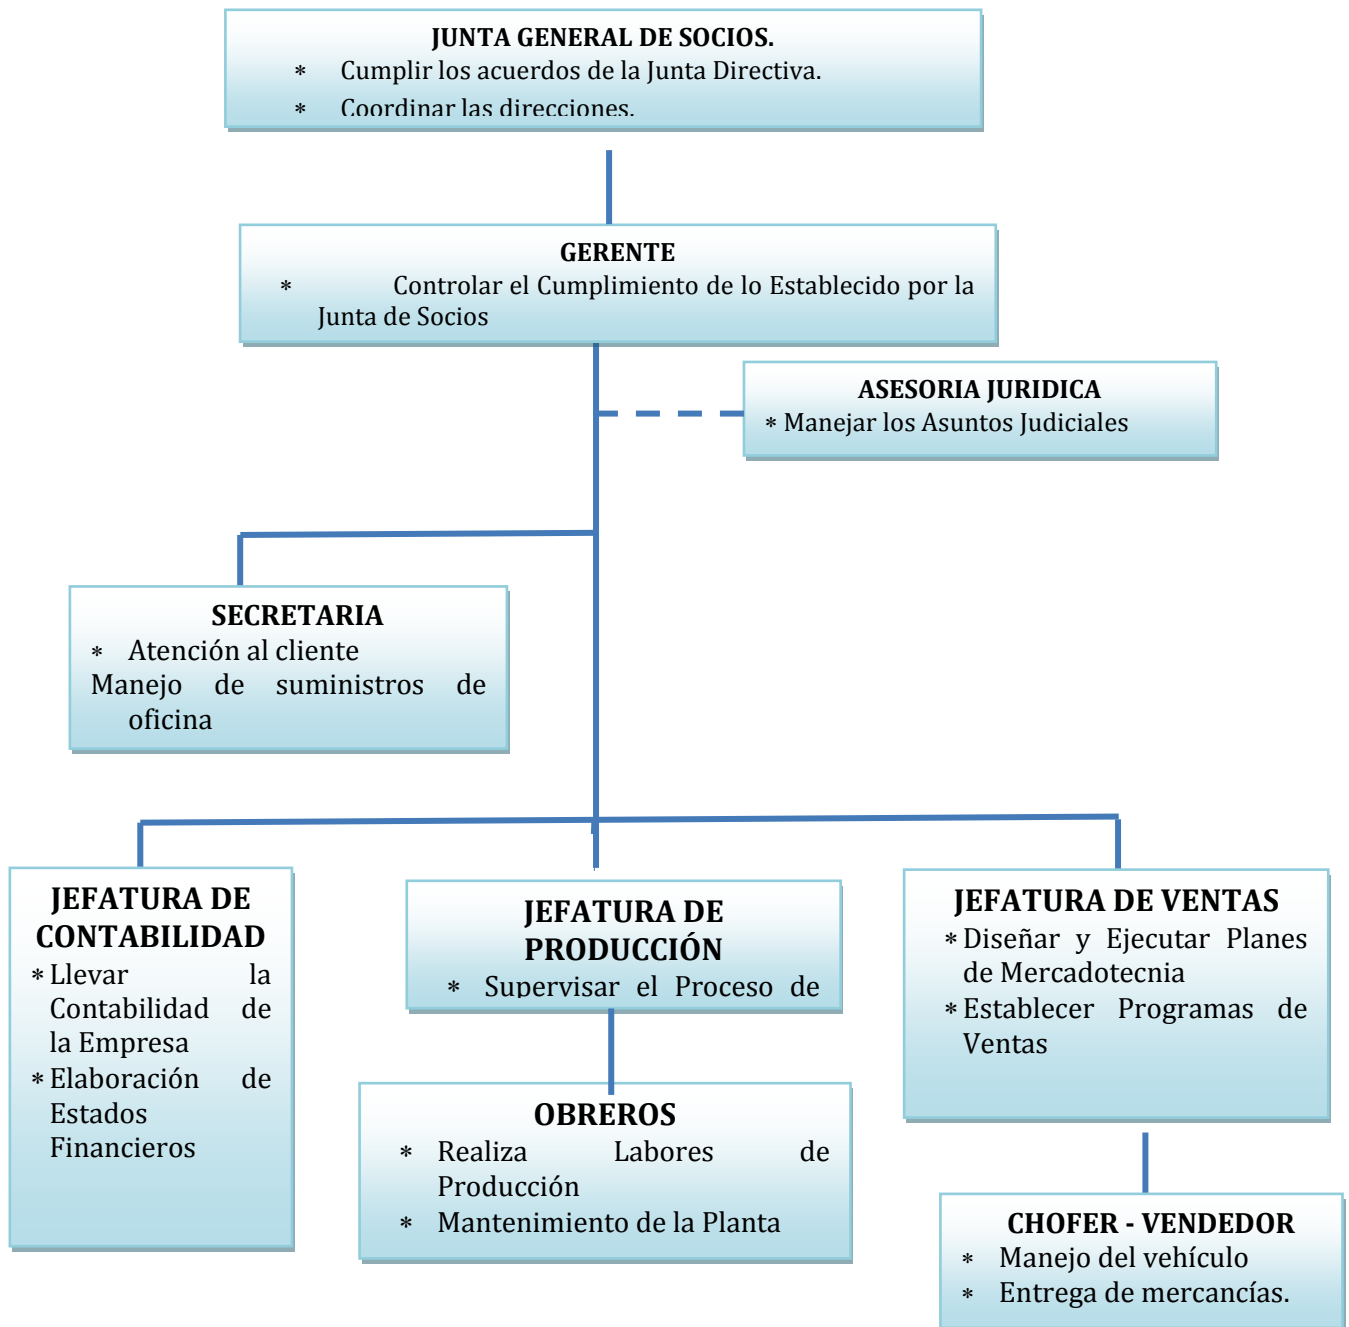 JUNTA GENERAL DE SOCIOS.
* Cumplir los acuerdos de la Junta Directiva.
* Coordinar las direcciones.
GERENTE
* Controlar el Cumplimiento de lo Establecido por la
Junta de Socios
ASESORIA JURIDICA
* Manejar los Asuntos Judiciales
SECRETARIA
* Atención al cliente
Manejo de suministros de
oficina
JEFATURA DE
CONTABILIDAD
* Llevar la
Contabilidad de
la Empresa
* Elaboración de
Estados
Financieros
JEFATURA DE
PRODUCCIÓN
* Supervisar el Proceso de
JEFATURA DE VENTAS
* Diseñar y Ejecutar Planes
de Mercadotecnia
* Establecer Programas de
Ventas
OBREROS
* Realiza Labores de
Producción
* Mantenimiento de la Planta
CHOFER - VENDEDOR
* Manejo del vehículo
* Entrega de mercancías.